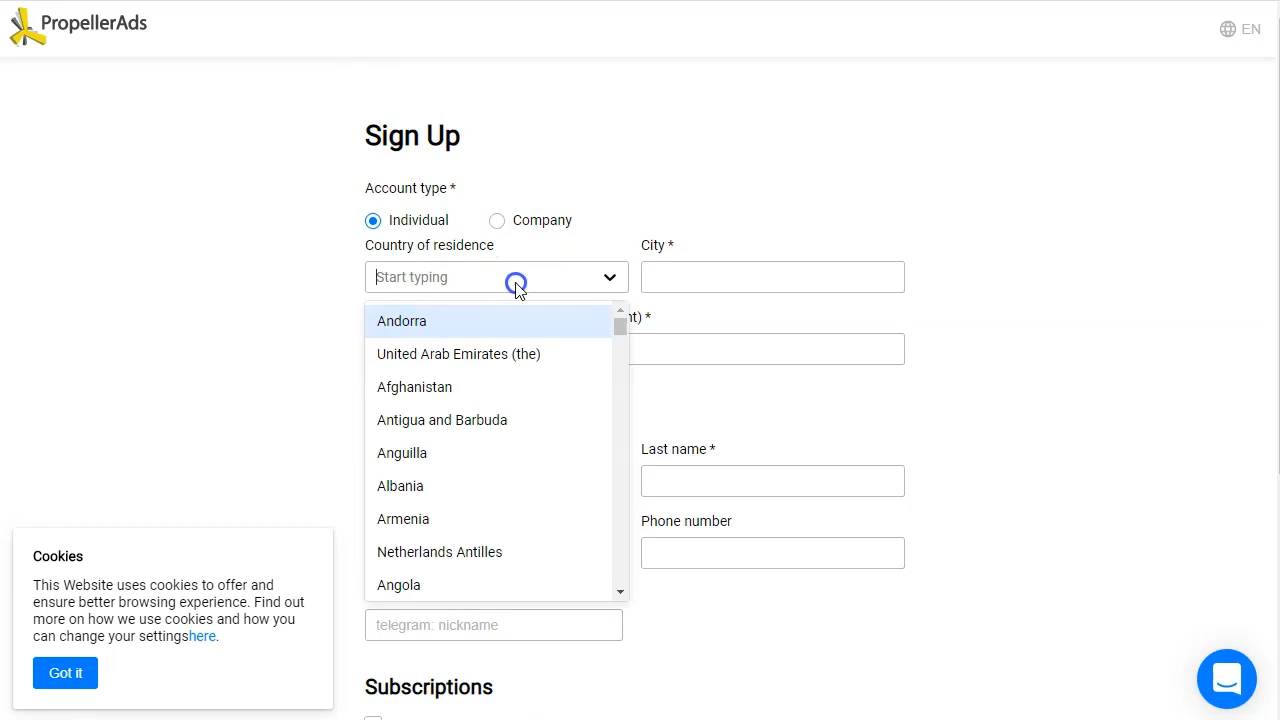 PropellerAds
EN
Sign Up
Account type *
Individual
Company
Country of residence
City *
Start typing
Andorra
nt) *
United Arab Emirates (the)
Afghanistan
Antigua and Barbuda
Anguilla
Last name *
Albania
Armenia
Phone number
Netherlands Antilles
Angola
telegram: nickname
Subscriptions
Cookies
This Website uses cookies to offer and
ensure better browsing experience. Find out
more on how we use cookies and how you
can change your settingshere.
Got it